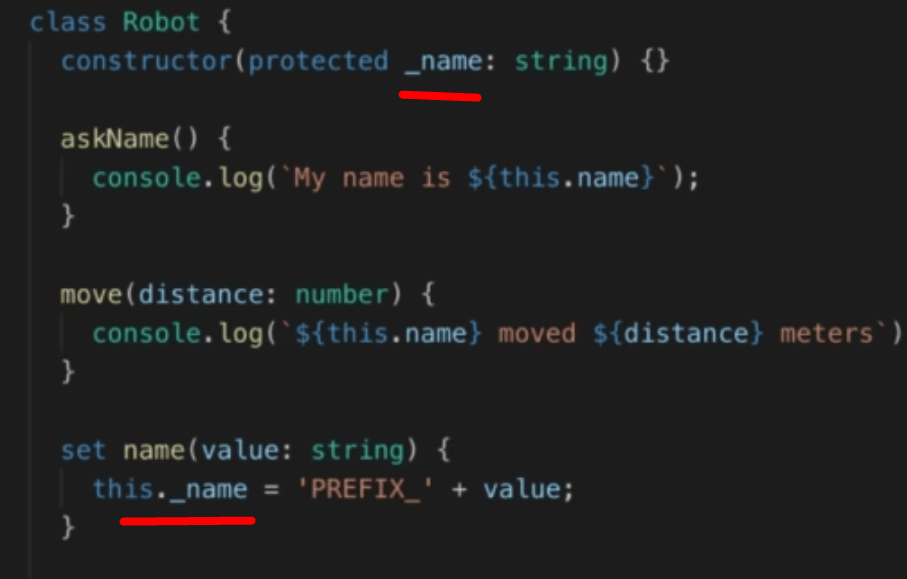 class Robot {
constructor(protected _name: string) {}
askName() {
console.log(`My name is ${this.name}`);
}
move(distance: number) {
console.log(`${this.name} moved ${distance} meters`)
}
set name(value: string) {
this._name = 'PREFIX_' + value;
}